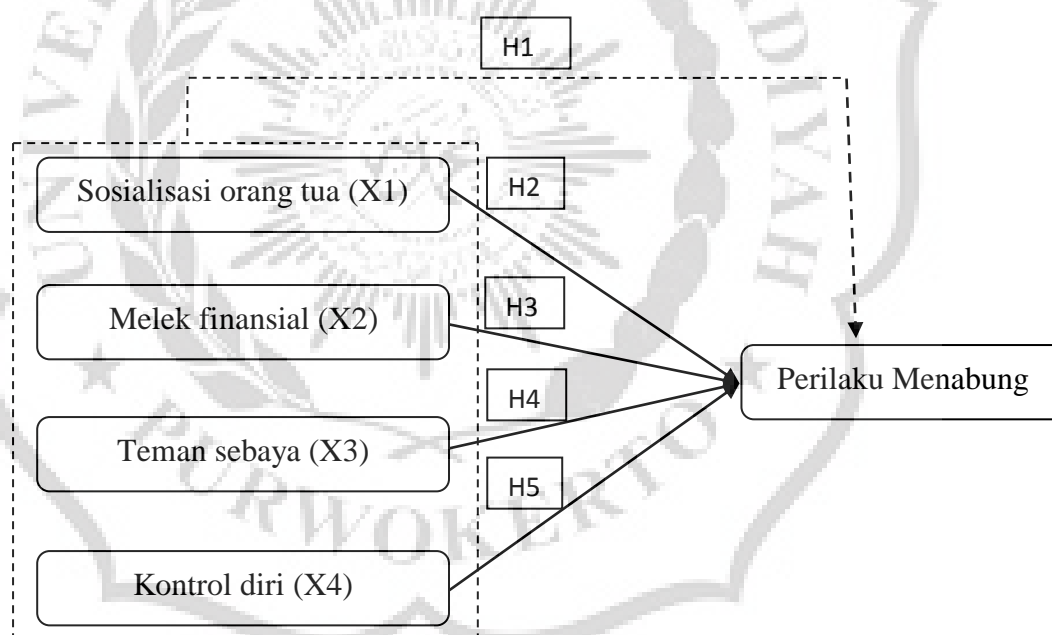 H1
Sosialisasi orang tua (X1)
H2
Melek finansial (X2)
H3
Perilaku Menabung
Teman sebaya (X3)
H4
Kontrol diri (X4)
H5
PURWOKERTO